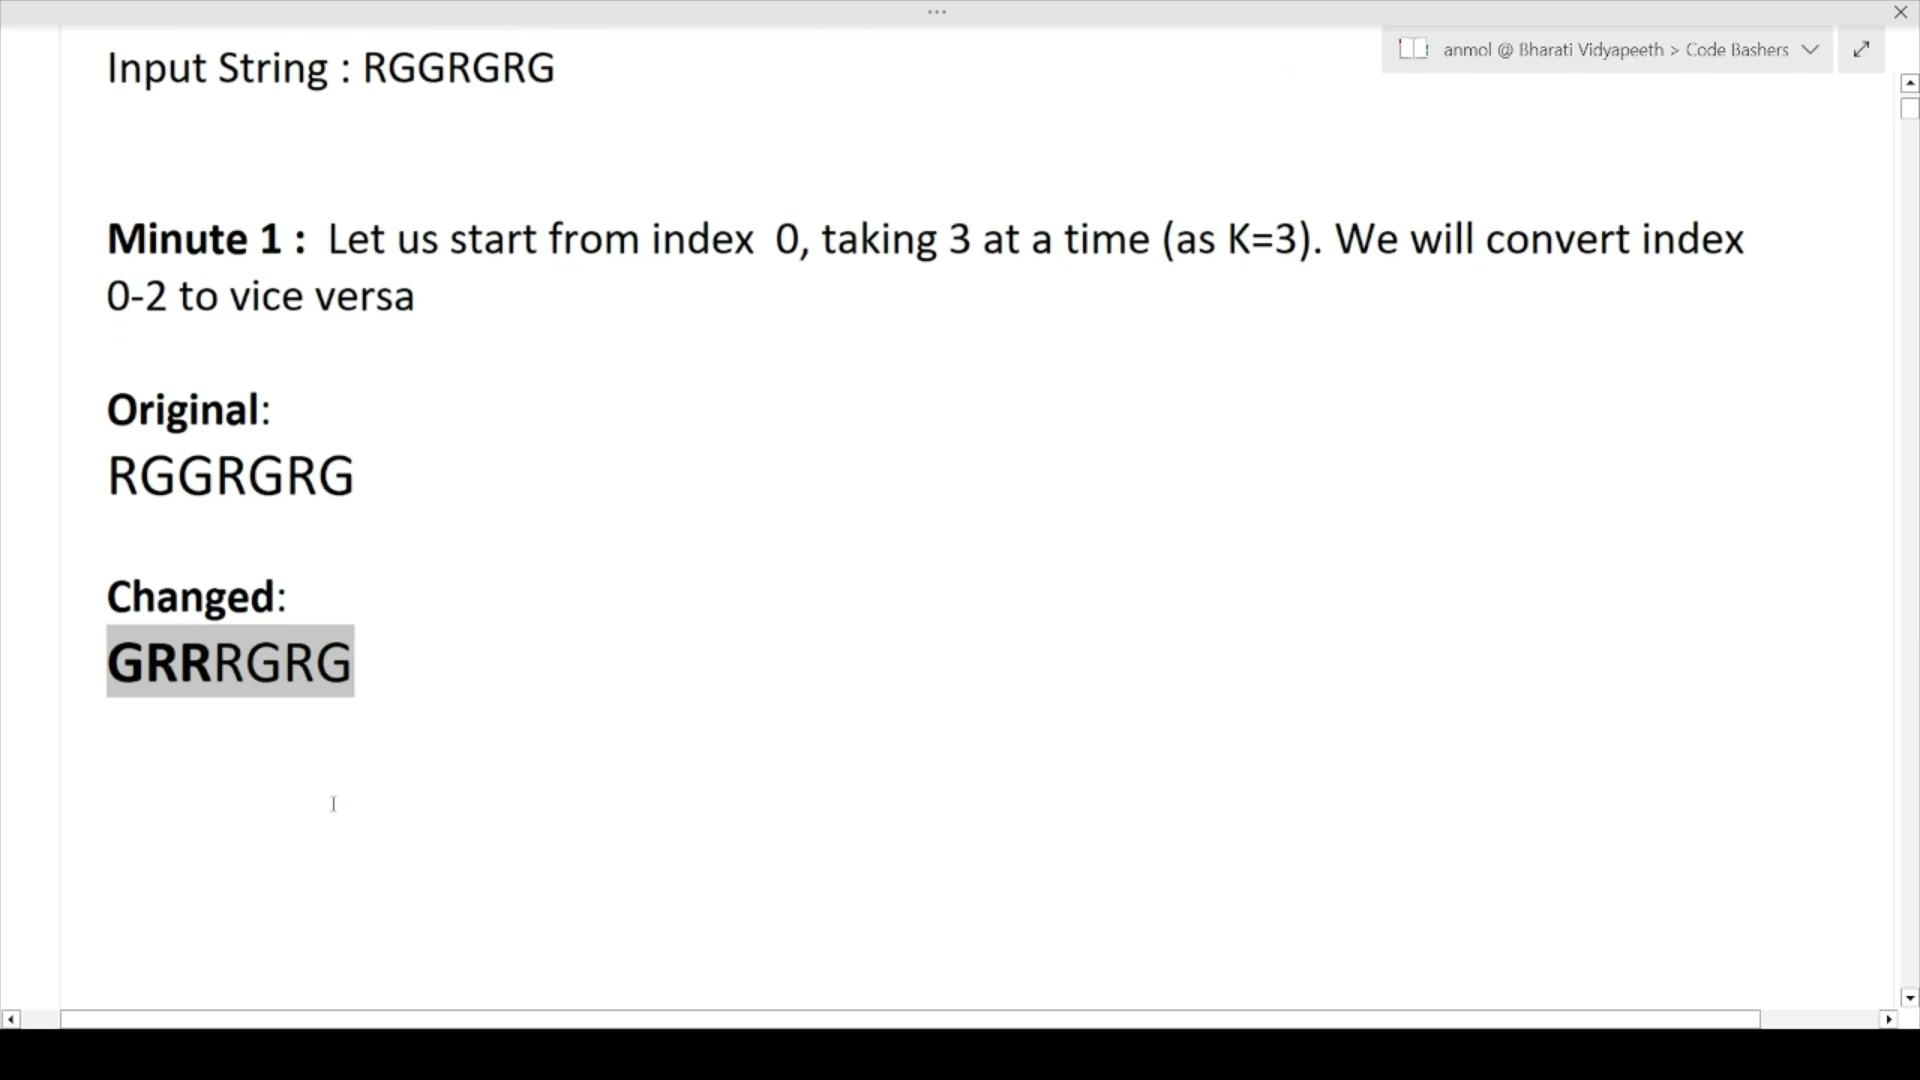 Input String : RGGRGRG
anmol @ Bharati Vidyapeeth > Code Bashers
Minute 1 : Let us start from index 0, taking 3 at a time (as K=3). We will convert index
0-2 to vice versa
Original:
RGGRGRG
Changed:
GRRRGRG